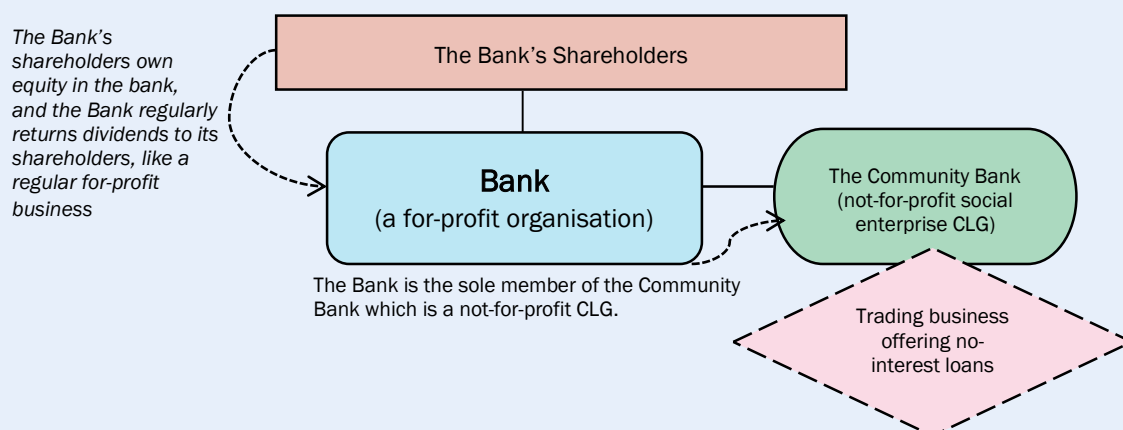 The Bank’s
shareholders own
equity in the bank,
and the Bank regularly
returns dividends to its
shareholders, like a
regular for-profit
business
The Bank’s Shareholders
Bank
(a for-profit organisation)
The Community Bank
(not-for-profit social
enterprise CLG)
The Bank is the sole member of the Community
Bank which is a not-for-profit CLG.
Trading business
offering no-
interest loans